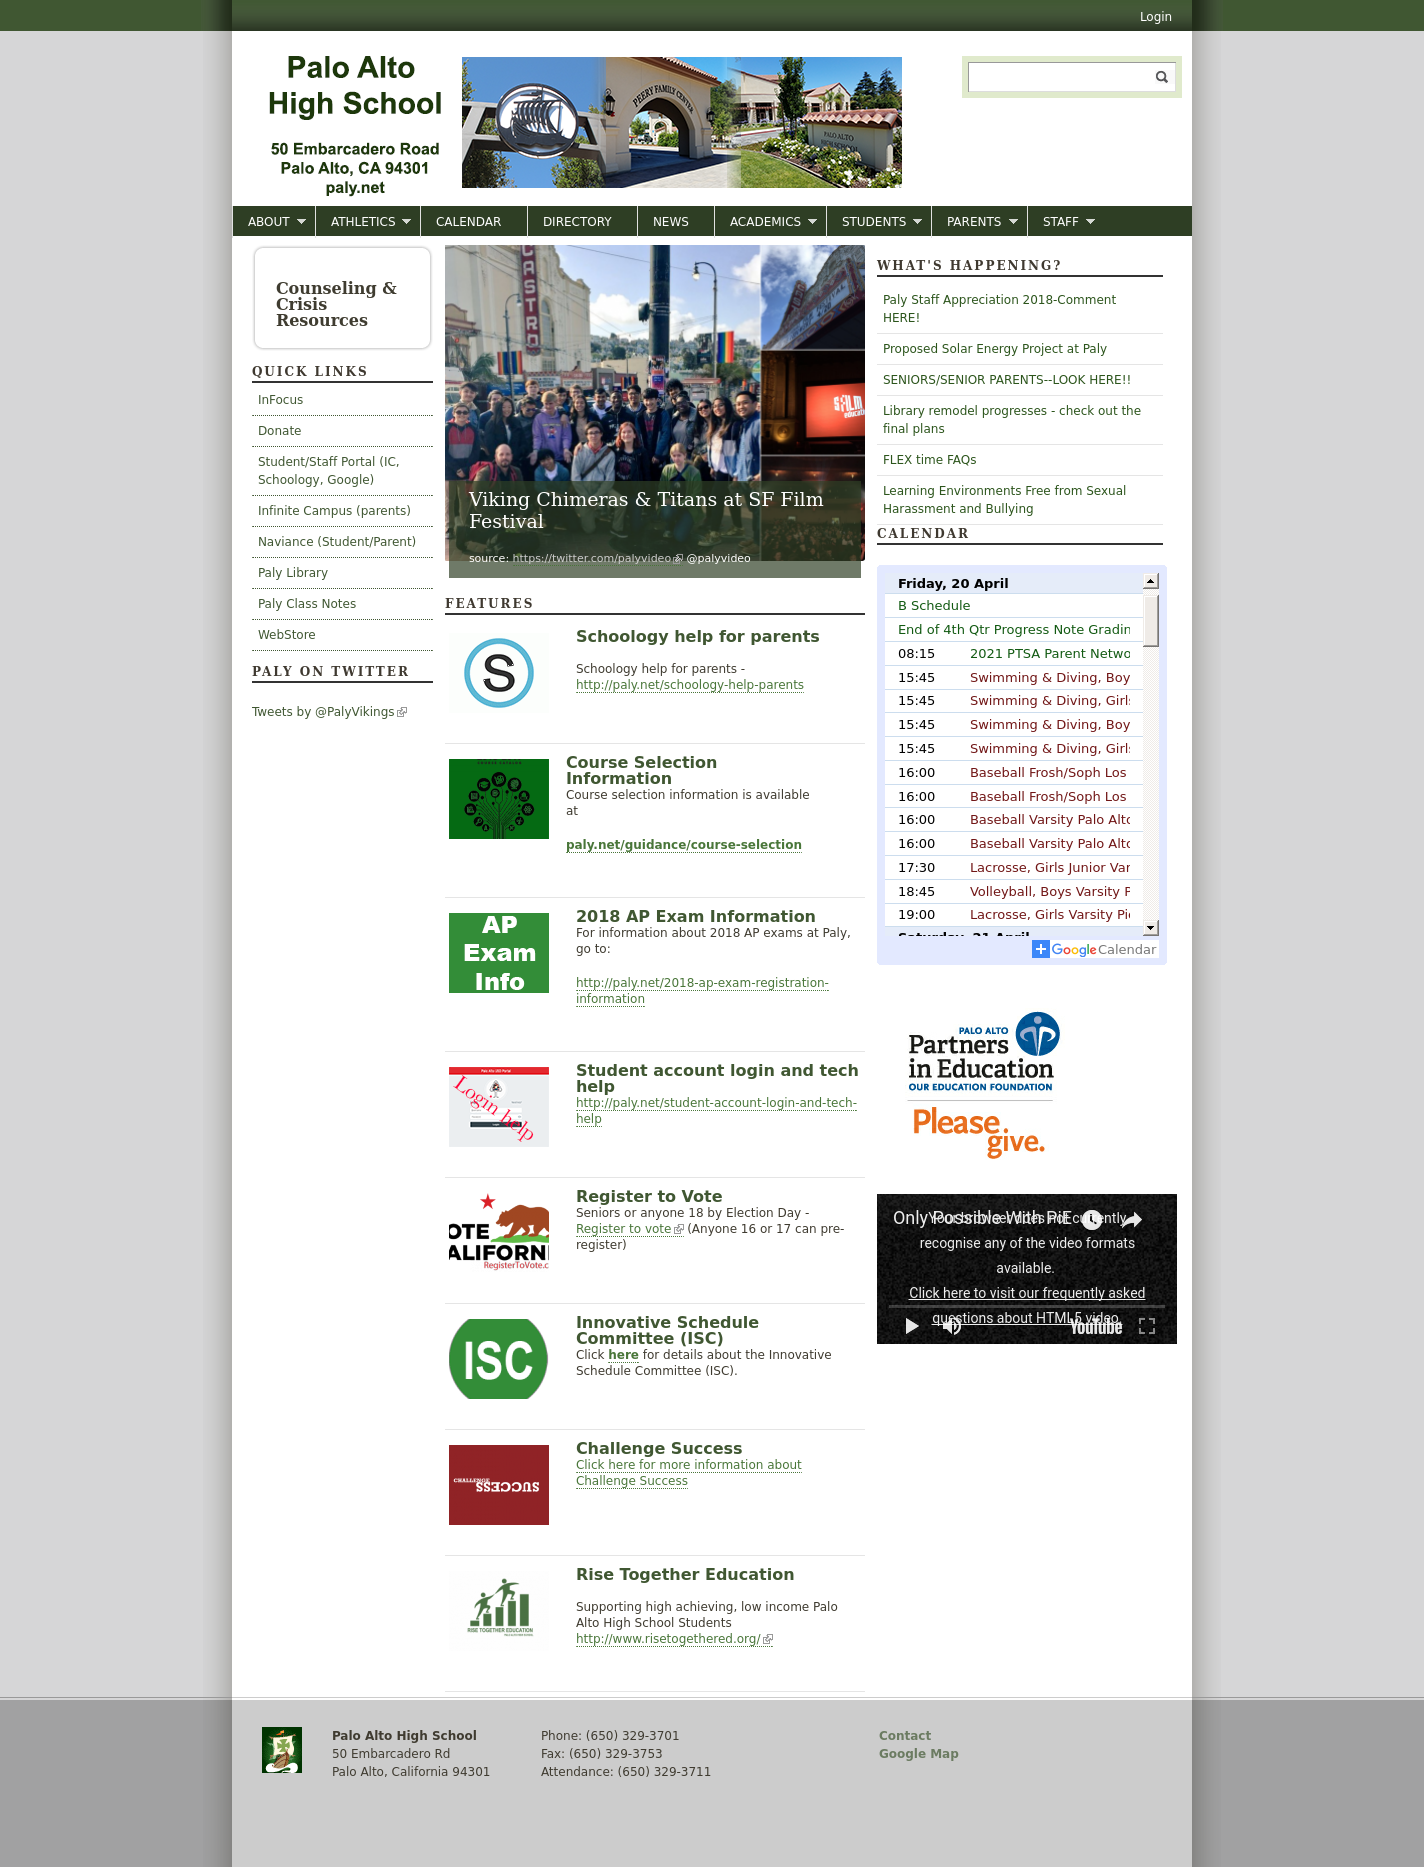 Login
Palo Alto
High School
50 Embarcadero Road
Palo Alto, CA 94301
paly.net
PEERY FAMILY CENTER
PALO ALTO
HIGH SCHOOL
ABOUT
ATHLETICS
CALENDAR
DIRECTORY
NEWS
ACADEMICS
STUDENTS
PARENTS
STAFF
Counseling &
Crisis
Resources
QUICK LINKS
InFocus
Donate
Student/Staff Portal (IC,
Schoology, Google)
Infinite Campus (parents)
Naviance (Student/Parent)
Paly Library
Paly Class Notes
WebStore
PALY ON TWITTER
Tweets by @PalyVikings
CASTRO
SFFILM
education
Viking Chimeras & Titans at SF Film
Festival
source: https://twitter.com/palyvideo @palyvideo
FEATURES
S
Schoology help for parents
Schoology help for parents -
http://paly.net/schoology-help-parents
Course Selection
Information
Course selection information is available
at
paly.net/guidance/course-selection
AP
Exam
Info
2018 AP Exam Information
For information about 2018 AP exams at Paly,
go to:
http://paly.net/2018-ap-exam-registration-
information
Login help
Student account login and tech
help
http://paly.net/student-account-login-and-tech-
help
OTE
ALIFORN
RegisterToVote.c
Register to Vote
Seniors or anyone 18 by Election Day -
Register to vote (Anyone 16 or 17 can pre-
register)
ISC
Innovative Schedule
Committee (ISC)
Click here for details about the Innovative
Schedule Committee (ISC).
CHALLENGE
SUCCESS
Challenge Success
Click here for more information about
Challenge Success
RISE TOGETHER EDUCATION
Rise Together Education
Supporting high achieving, low income Palo
Alto High School Students
http://www.risetogethered.org/
WHAT'S HAPPENING?
Paly Staff Appreciation 2018-Comment
HERE!
Proposed Solar Energy Project at Paly
SENIORS/SENIOR PARENTS--LOOK HERE!!
Library remodel progresses - check out the
final plans
FLEX time FAQs
Learning Environments Free from Sexual
Harassment and Bullying
CALENDAR
Friday, 20 April
B Schedule
End of 4th Qtr Progress Note Gradin
08:15 2021 PTSA Parent Netwo
15:45 Swimming & Diving, Boy
15:45 Swimming & Diving, Girls
15:45 Swimming & Diving, Boy
15:45 Swimming & Diving, Girls
16:00 Baseball Frosh/Soph Los
16:00 Baseball Frosh/Soph Los
16:00 Baseball Varsity Palo Alto
16:00 Baseball Varsity Palo Alto
17:30 Lacrosse, Girls Junior Var
18:45 Volleyball, Boys Varsity P
19:00 Lacrosse, Girls Varsity Pie
Saturday, 21 April
Google Calendar
PALO ALTO
Partners
in Education
OUR EDUCATION FOUNDATION
Please
give.
Only Possible With PiE
Your browser does not currently
recognise any of the video formats
available.
Click here to visit our frequently asked
questions about HTML5 video.
YouTube
Palo Alto High School
50 Embarcadero Rd
Palo Alto, California 94301
Phone: (650) 329-3701
Fax: (650) 329-3753
Attendance: (650) 329-3711
Contact
Google Map